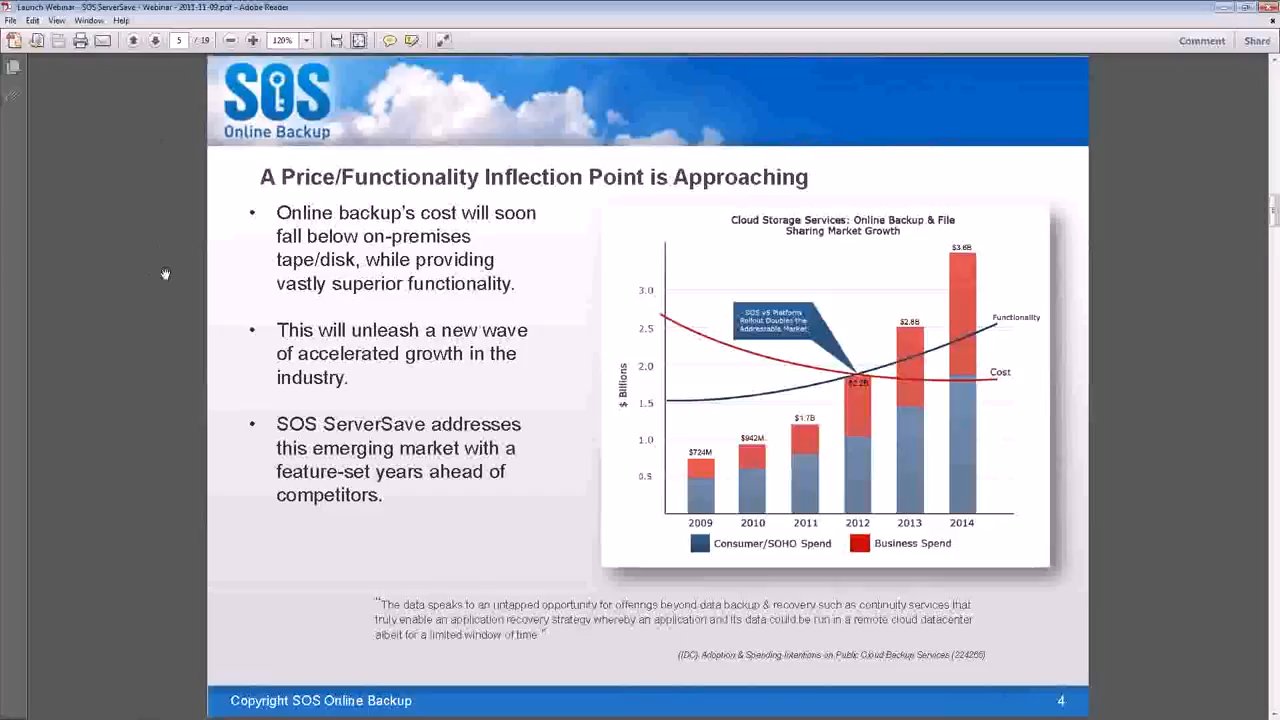 Launch Webinar - SOS ServerSave - Webinar - 2011-11-09.pdf - Adobe Reader
File Edit View Window Help
5 / 19 120% Comment Share
SOS
Online Backup
A Price/Functionality Inflection Point is Approaching
• Online backup's cost will soon
fall below on-premises
tape/disk, while providing
vastly superior functionality.
• This will unleash a new wave
of accelerated growth in the
industry.
• SOS ServerSave addresses
this emerging market with a
feature-set years ahead of
competitors.
Cloud Storage Services: Online Backup & File
Sharing Market Growth
$3.6B
3.0
SOS v5 Platform
Rollout Doubles the
Addressable Market
Functionality
$2.8B
2.5
2.0
Cost
$2.2B
$ Billions
1.5
$1.7B
1.0
$942M
$724M
0.5
2009 2010 2011 2012 2013 2014
Consumer/SOHO Spend Business Spend
"The data speaks to an untapped opportunity for offerings beyond data backup & recovery such as continuity services that
truly enable an application recovery strategy whereby an application and its data could be run in a remote cloud datacenter
albeit for a limited window of time "
(IDC) Adoption & Spending Intentions on Public Cloud Backup Services (224266)
Copyright SOS Online Backup 4